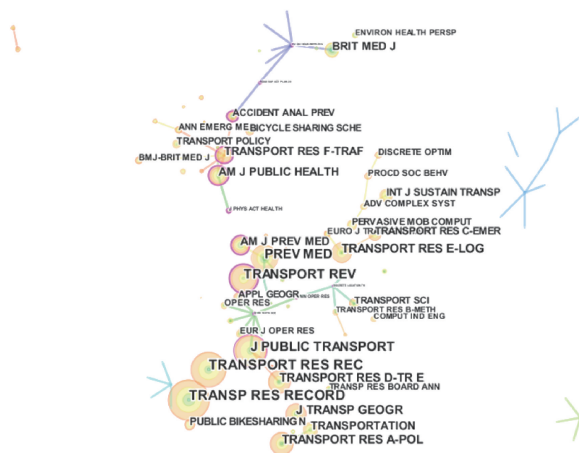 ENVIRON HEALTH PERSP
BRIT MED J
ACCIDENT ANAL PREV
ANN EMERG ME
BICYCLE SHARING SCHE
TRANSPORT POLICY
TRANSPORT RES F-TRAF
BMJ-BRIT MED J
DISCRETE OPTIM
AM J PUBLIC HEALTH
PROCD SOC BEHV
INT J SUSTAIN TRANSP
ADV COMPLEX SYST
J PHYS ACT HEALTH
PERVASIVE MOB COMPUT
EURO J TR
TRANSPORT RES C-EMER
AM J PREV MED
PREV MED
TRANSPORT RES E-LOG
TRANSPORT REV
APPL GEOGR
OPER RES
TRANSPORT SCI
TRANSPORT RES B-METH
COMPUT IND ENG
EUR J OPER RES
J PUBLIC TRANSPORT
TRANSPORT RES REC
TRANSPORT RES D-TR E
TRANSP RES BOARD ANN
TRANSP RES RECORD
J TRANSP GEOGR
PUBLIC BIKESHARING N
TRANSPORTATION
TRANSPORT RES A-POL